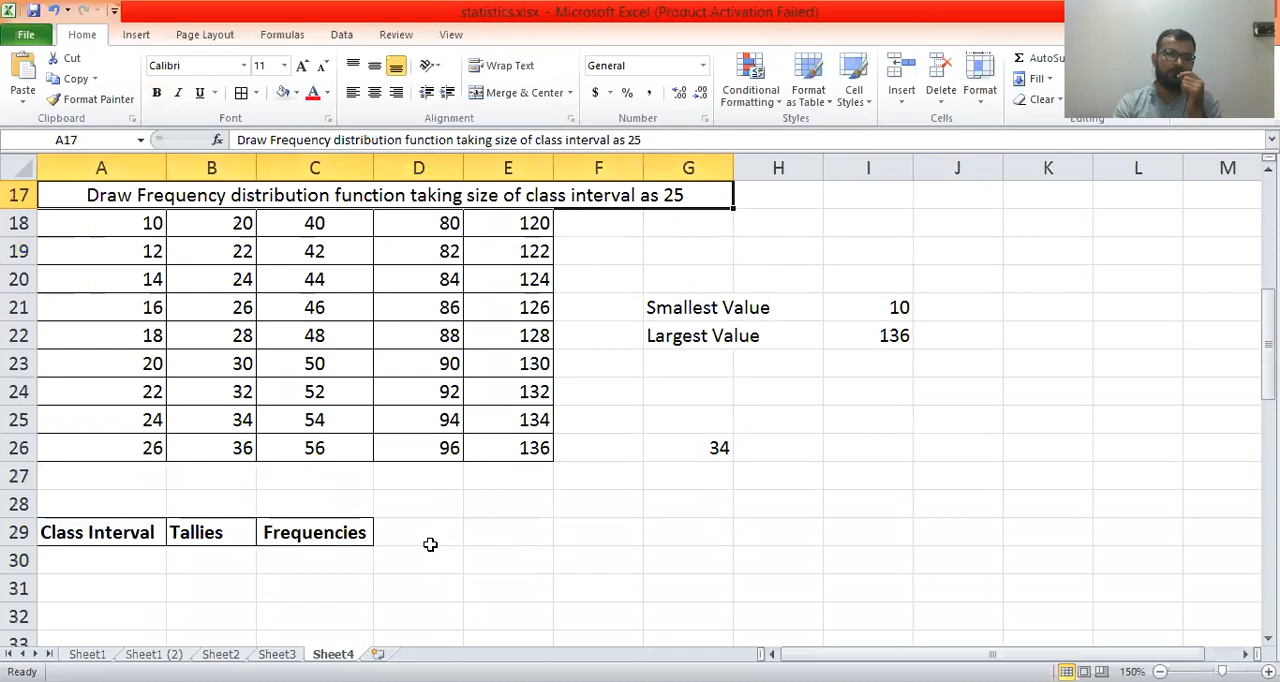 statistics.xlsx - Microsoft Excel (Product Activation Failed)
File Home Insert Page Layout Formulas Data Review View
Paste Cut Copy Format Painter Clipboard
Calibri 11 A A B I U A Font
Wrap Text Merge & Center Alignment
General $ % , Number
Conditional Formatting Format as Table Cell Styles Styles
Insert Delete Format Cells
Σ AutoSu Fill Clear Editing
A17 fx Draw Frequency distribution function taking size of class interval as 25
A B C D E F G H I J K L M
17 Draw Frequency distribution function taking size of class interval as 25
18 10 20 40 80 120
19 12 22 42 82 122
20 14 24 44 84 124
21 16 26 46 86 126 Smallest Value 10
22 18 28 48 88 128 Largest Value 136
23 20 30 50 90 130
24 22 32 52 92 132
25 24 34 54 94 134
26 26 36 56 96 136 34
27
28
29 Class Interval Tallies Frequencies
30
31
32
33
Sheet1 Sheet1 (2) Sheet2 Sheet3 Sheet4
Ready 150%